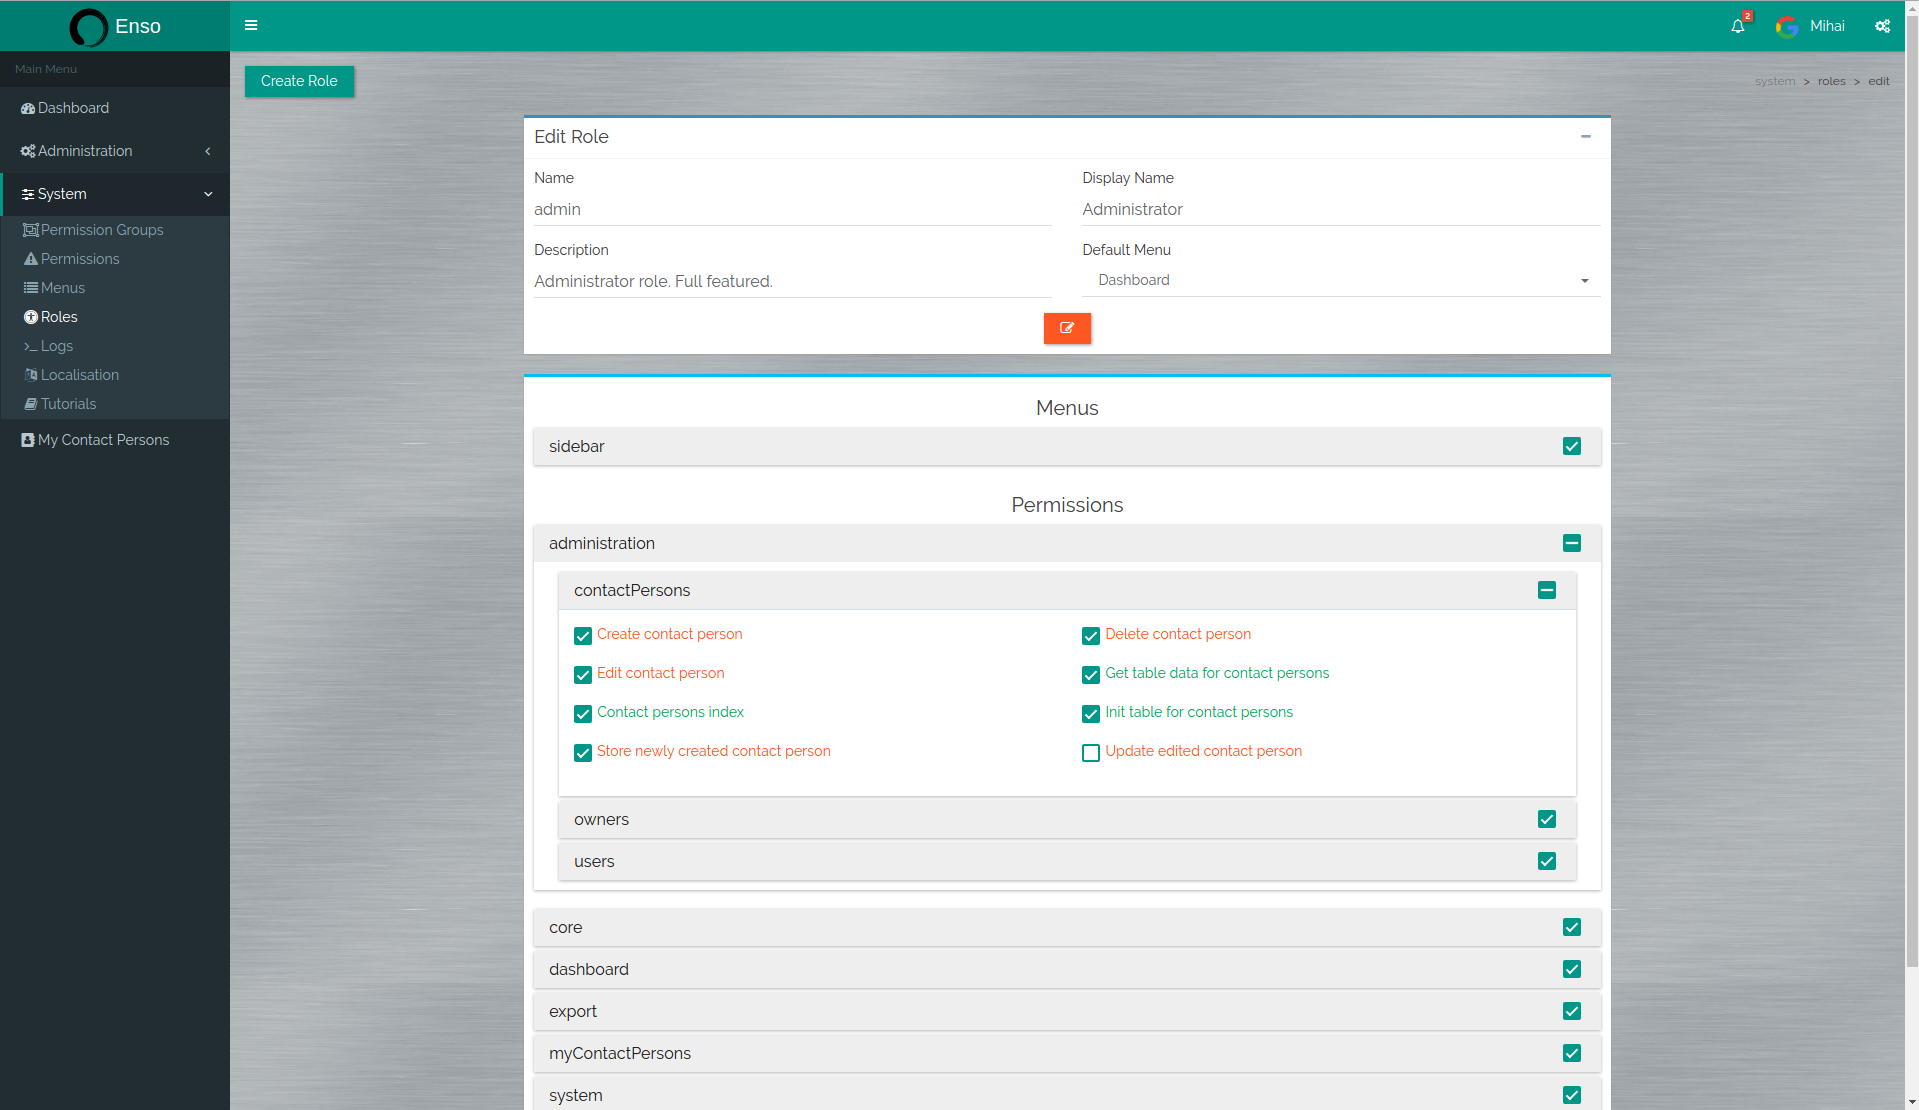 Enso
2
Mihai
Main Menu
Dashboard
Administration
System
Permission Groups
Permissions
Menus
Roles
Logs
Localisation
Tutorials
My Contact Persons
Create Role
system > roles > edit
Edit Role
Name
Display Name
admin
Administrator
Description
Default Menu
Administrator role. Full featured.
Dashboard
Menus
sidebar
Permissions
administration
contactPersons
Create contact person
Delete contact person
Edit contact person
Get table data for contact persons
Contact persons index
Init table for contact persons
Store newly created contact person
Update edited contact person
owners
users
core
dashboard
export
myContactPersons
system